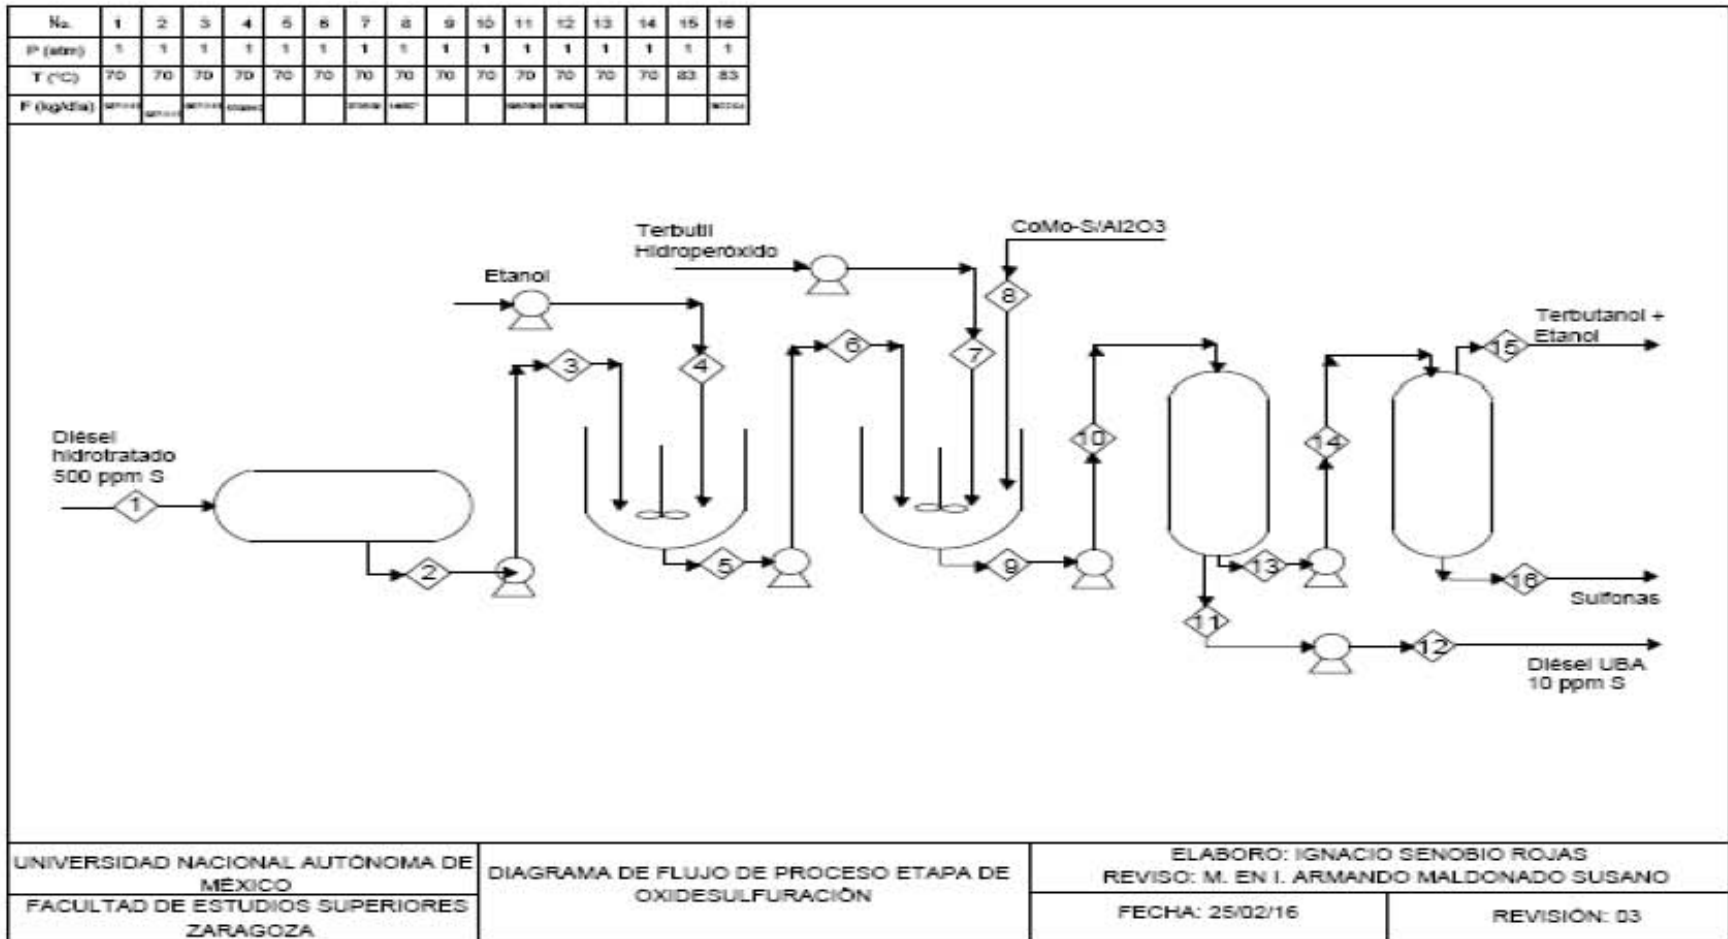 No. 1 2 3 4 5 6 7 8 9 10 11 12 13 14 15 16
P (atm) 1 1 1 1 1 1 1 1 1 1 1 1 1 1 1 1
T (°C) 70 70 70 70 70 70 70 70 70 70 70 70 70 70 83 83
F (kg/día)
CoMo-S/Al2O3
Terbutil
Hidroperóxido
Etanol
8
Terbutanol +
Etanol
15
3
4
6
7
Diésel
hidrotratado
500 ppm S
1
10
14
2
5
9
13
16
Sulfonas
11
12
Diésel UBA
10 ppm S
UNIVERSIDAD NACIONAL AUTÓNOMA DE
MÉXICO
FACULTAD DE ESTUDIOS SUPERIORES
ZARAGOZA
DIAGRAMA DE FLUJO DE PROCESO ETAPA DE
OXIDESULFURACIÓN
ELABORO: IGNACIO SENOBIO ROJAS
REVISO: M. EN I. ARMANDO MALDONADO SUSANO
FECHA: 25/02/16
REVISIÓN: 03